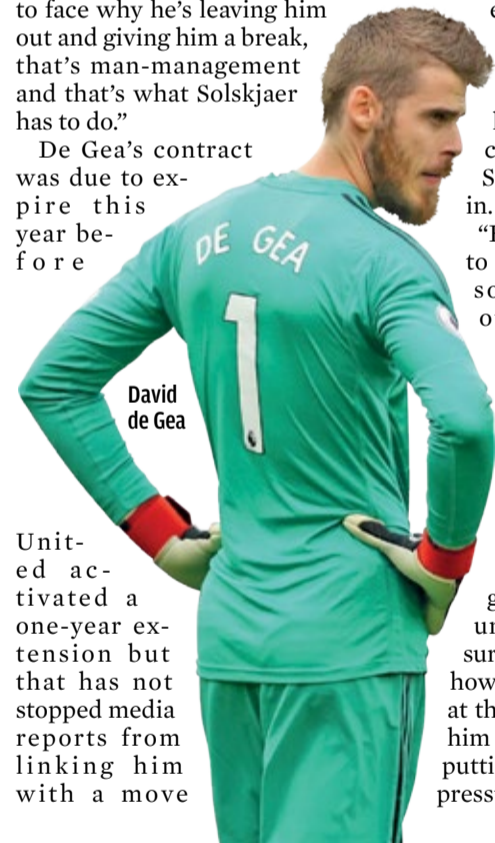 to face why he's leaving him
out and giving him a break,
that's man-management
and that's what Solskjaer
has to do.”
De Gea's contract
was due to ex-
pire this
year be-
fore
DE GEA
1
David
de Gea
Unit-
ed ac-
tivated a
one-year ex-
tension but
that has not
stopped media
reports from
linking him
with a move
in.
to
how
at
him